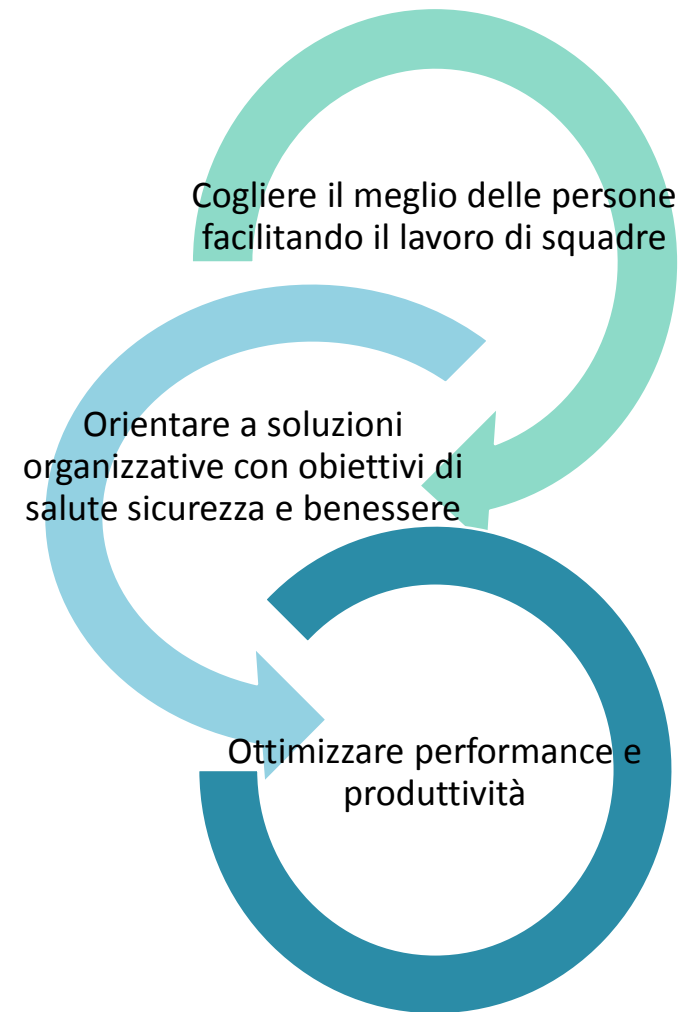 Cogliere il meglio delle persone
facilitando il lavoro di squadre
Orientare a soluzioni
organizzative con obiettivi di
salute sicurezza e benessere
Ottimizzare performance e
produttività